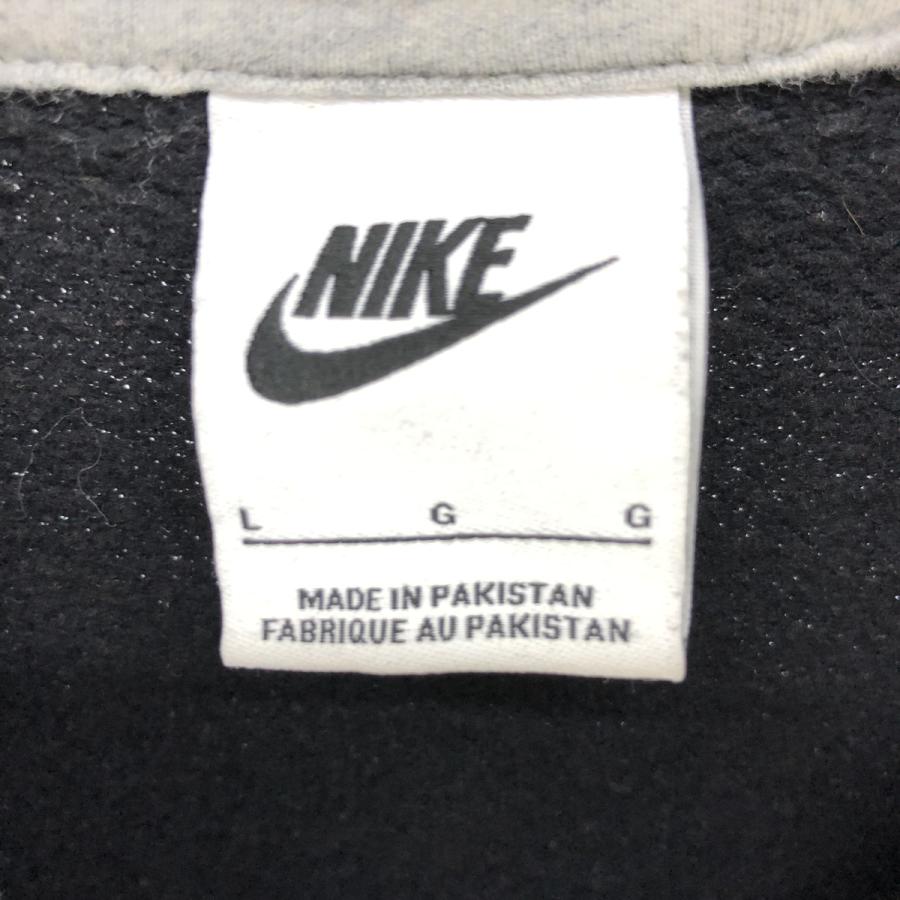 NIKE
L G G
MADE IN PAKISTAN
FABRIQUE AU PAKISTAN